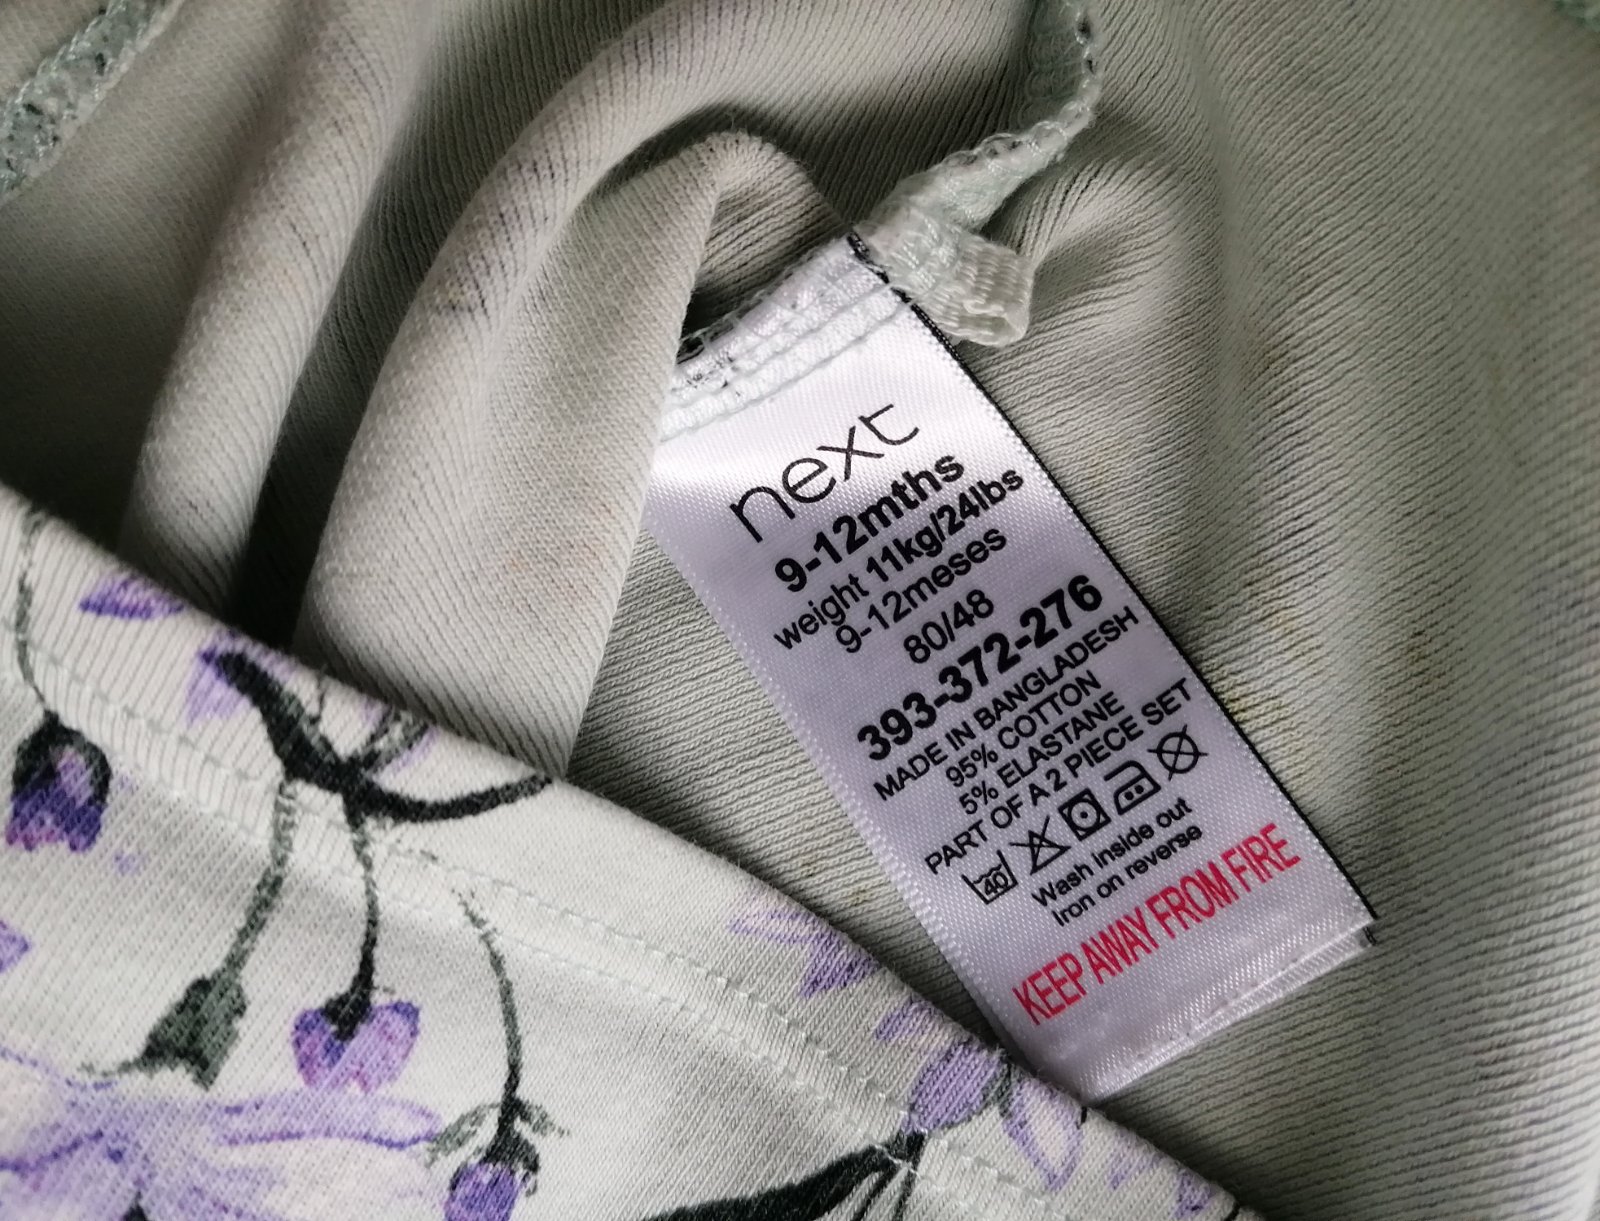 next
9-12mths
weight 11kg/24lbs
9-12meses
80/48
393-372-276
MADE IN BANGLADESH
95% COTTON
5% ELASTANE
PART OF A 2 PIECE SET
40
Wash inside out
Iron on reverse
KEEP AWAY FROM FIRE